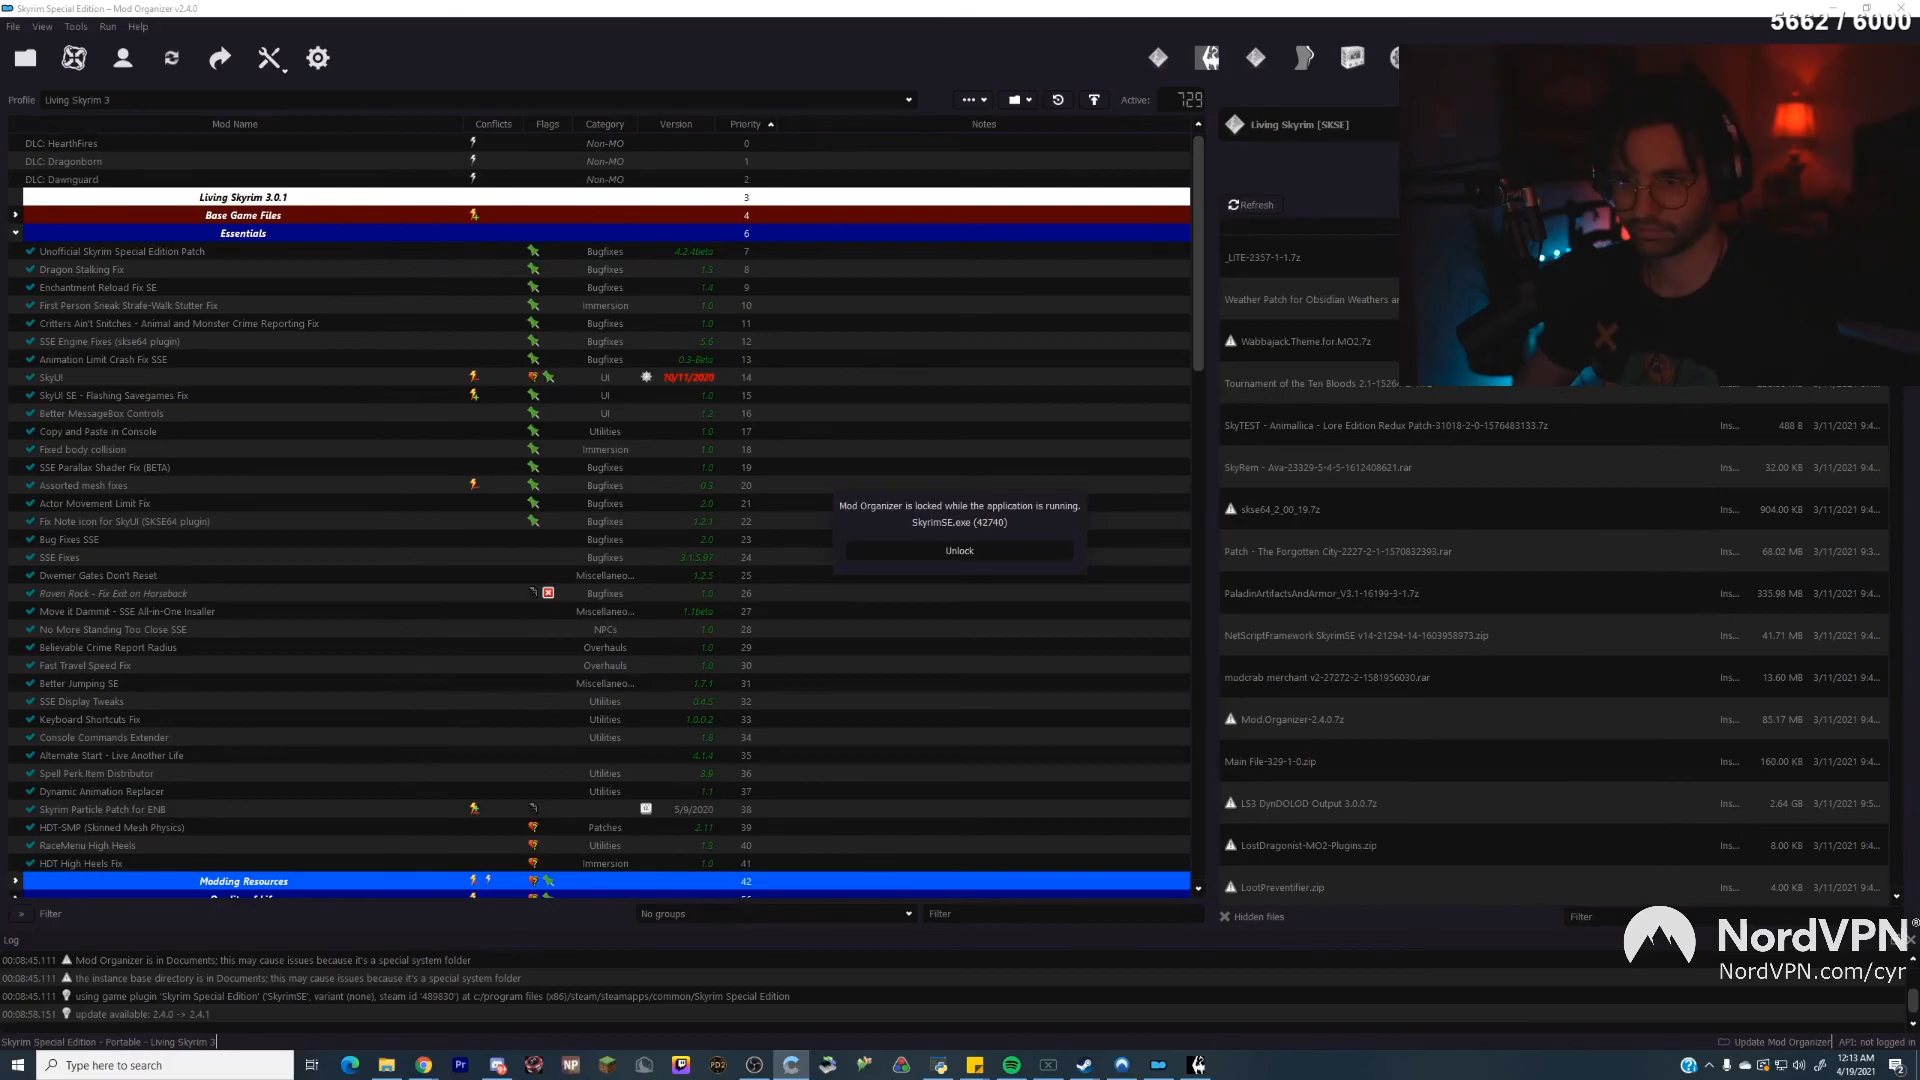 Skyrim Special Edition – Mod Organizer v2.4.0
File View Tools Run Help
5662 / 6000
Profile Living Skyrim 3 Active: 729
Mod Name Conflicts Flags Category Version Priority Notes
DLC: HearthFires Non-MO 0
DLC: Dragonborn Non-MO 1
DLC: Dawnguard Non-MO 2
Living Skyrim 3.0.1 3
Base Game Files 4
Essentials 6
Unofficial Skyrim Special Edition Patch Bugfixes 4.2.4beta 7
Dragon Stalking Fix Bugfixes 1.3 8
Enchantment Reload Fix SE Bugfixes 1.4 9
First Person Sneak Strafe-Walk Stutter Fix Immersion 1.0 10
Critters Ain't Snitches - Animal and Monster Crime Reporting Fix Bugfixes 1.0 11
SSE Engine Fixes (skse64 plugin) Bugfixes 5.6 12
Animation Limit Crash Fix SSE Bugfixes 0.3-Beta 13
SkyUI UI 10/11/2020 14
SkyUI SE - Flashing Savegames Fix UI 1.0 15
Better MessageBox Controls UI 1.2 16
Copy and Paste in Console Utilities 1.0 17
Fixed body collision Immersion 1.0 18
SSE Parallax Shader Fix (BETA) Bugfixes 1.0 19
Assorted mesh fixes Bugfixes 0.3 20
Actor Movement Limit Fix Bugfixes 2.0 21
Fix Note icon for SkyUI (SKSE64 plugin) Bugfixes 1.2.1 22
Bug Fixes SSE Bugfixes 2.0 23
SSE Fixes Bugfixes 3.1.5.97 24
Dwemer Gates Don't Reset Miscellaneo... 1.2.5 25
Raven Rock - Fix Exit on Horseback Bugfixes 1.0 26
Move it Dammit - SSE All-in-One Insaller Miscellaneo... 1.1beta 27
No More Standing Too Close SSE NPCs 1.0 28
Believable Crime Report Radius Overhauls 1.0 29
Fast Travel Speed Fix Overhauls 1.0 30
Better Jumping SE Miscellaneo... 1.7.1 31
SSE Display Tweaks Utilities 0.4.5 32
Keyboard Shortcuts Fix Utilities 1.0.0.2 33
Console Commands Extender Utilities 1.8 34
Alternate Start - Live Another Life 4.1.4 35
Spell Perk Item Distributor Utilities 3.9 36
Dynamic Animation Replacer Utilities 1.1 37
Skyrim Particle Patch for ENB 5/9/2020 38
HDT-SMP (Skinned Mesh Physics) Patches 2.11 39
RaceMenu High Heels Utilities 1.3 40
HDT High Heels Fix Immersion 1.0 41
Modding Resources 42
» Filter No groups Filter
Mod Organizer is locked while the application is running.
SkyrimSE.exe (42740)
Unlock
Living Skyrim [SKSE]
Refresh
_LITE-2357-1-1.7z
Weather Patch for Obsidian Weathers a
Wabbajack.Theme.for.MO2.7z
Tournament of the Ten Bloods 2.1-1526
SkyTEST - Animallica - Lore Edition Redux Patch-31018-2-0-1576483133.7z Ins... 488 B 3/11/2021 9:4...
SkyRem - Ava-23329-5-4-5-1612408621.rar Ins... 32.00 KB 3/11/2021 9:4...
skse64_2_00_19.7z Ins... 904.00 KB 3/11/2021 9:4...
Patch - The Forgotten City-2227-2-1-1570832393.rar Ins... 68.02 MB 3/11/2021 9:4...
PaladinArtifactsAndArmor_V3.1-16199-3-1.7z Ins... 335.98 MB 3/11/2021 9:4...
NetScriptFramework SkyrimSE v14-21294-14-1603958973.zip Ins... 41.71 MB 3/11/2021 9:4...
mudcrab merchant v2-27272-2-1581956030.rar Ins... 13.60 MB 3/11/2021 9:4...
Mod.Organizer-2.4.0.7z Ins... 85.17 MB 3/11/2021 9:4...
Main File-329-1-0.zip Ins... 160.00 KB 3/11/2021 9:4...
LS3 DynDOLOD Output 3.0.0.7z Ins... 2.64 GB 3/11/2021 9:5...
LostDragonist-MO2-Plugins.zip Ins... 8.00 KB 3/11/2021 9:4...
LootPreventifier.zip Ins... 4.00 KB 3/11/2021 9:4...
Hidden files Filter
NordVPN®
NordVPN.com/cyr
Log
00:08:45.111 Mod Organizer is in Documents; this may cause issues because it's a special system folder
00:08:45.111 the instance base directory is in Documents; this may cause issues because it's a special system folder
00:08:45.111 using game plugin 'Skyrim Special Edition' ('SkyrimSE', variant (none), steam id '489830') at c:/program files (x86)/steam/steamapps/common/Skyrim Special Edition
00:08:58.151 update available: 2.4.0 -> 2.4.1
Skyrim Special Edition - Portable - Living Skyrim 3 Update Mod Organizer API: not logged in
Type here to search
Pr NP PD2
12:13 AM
4/19/2021